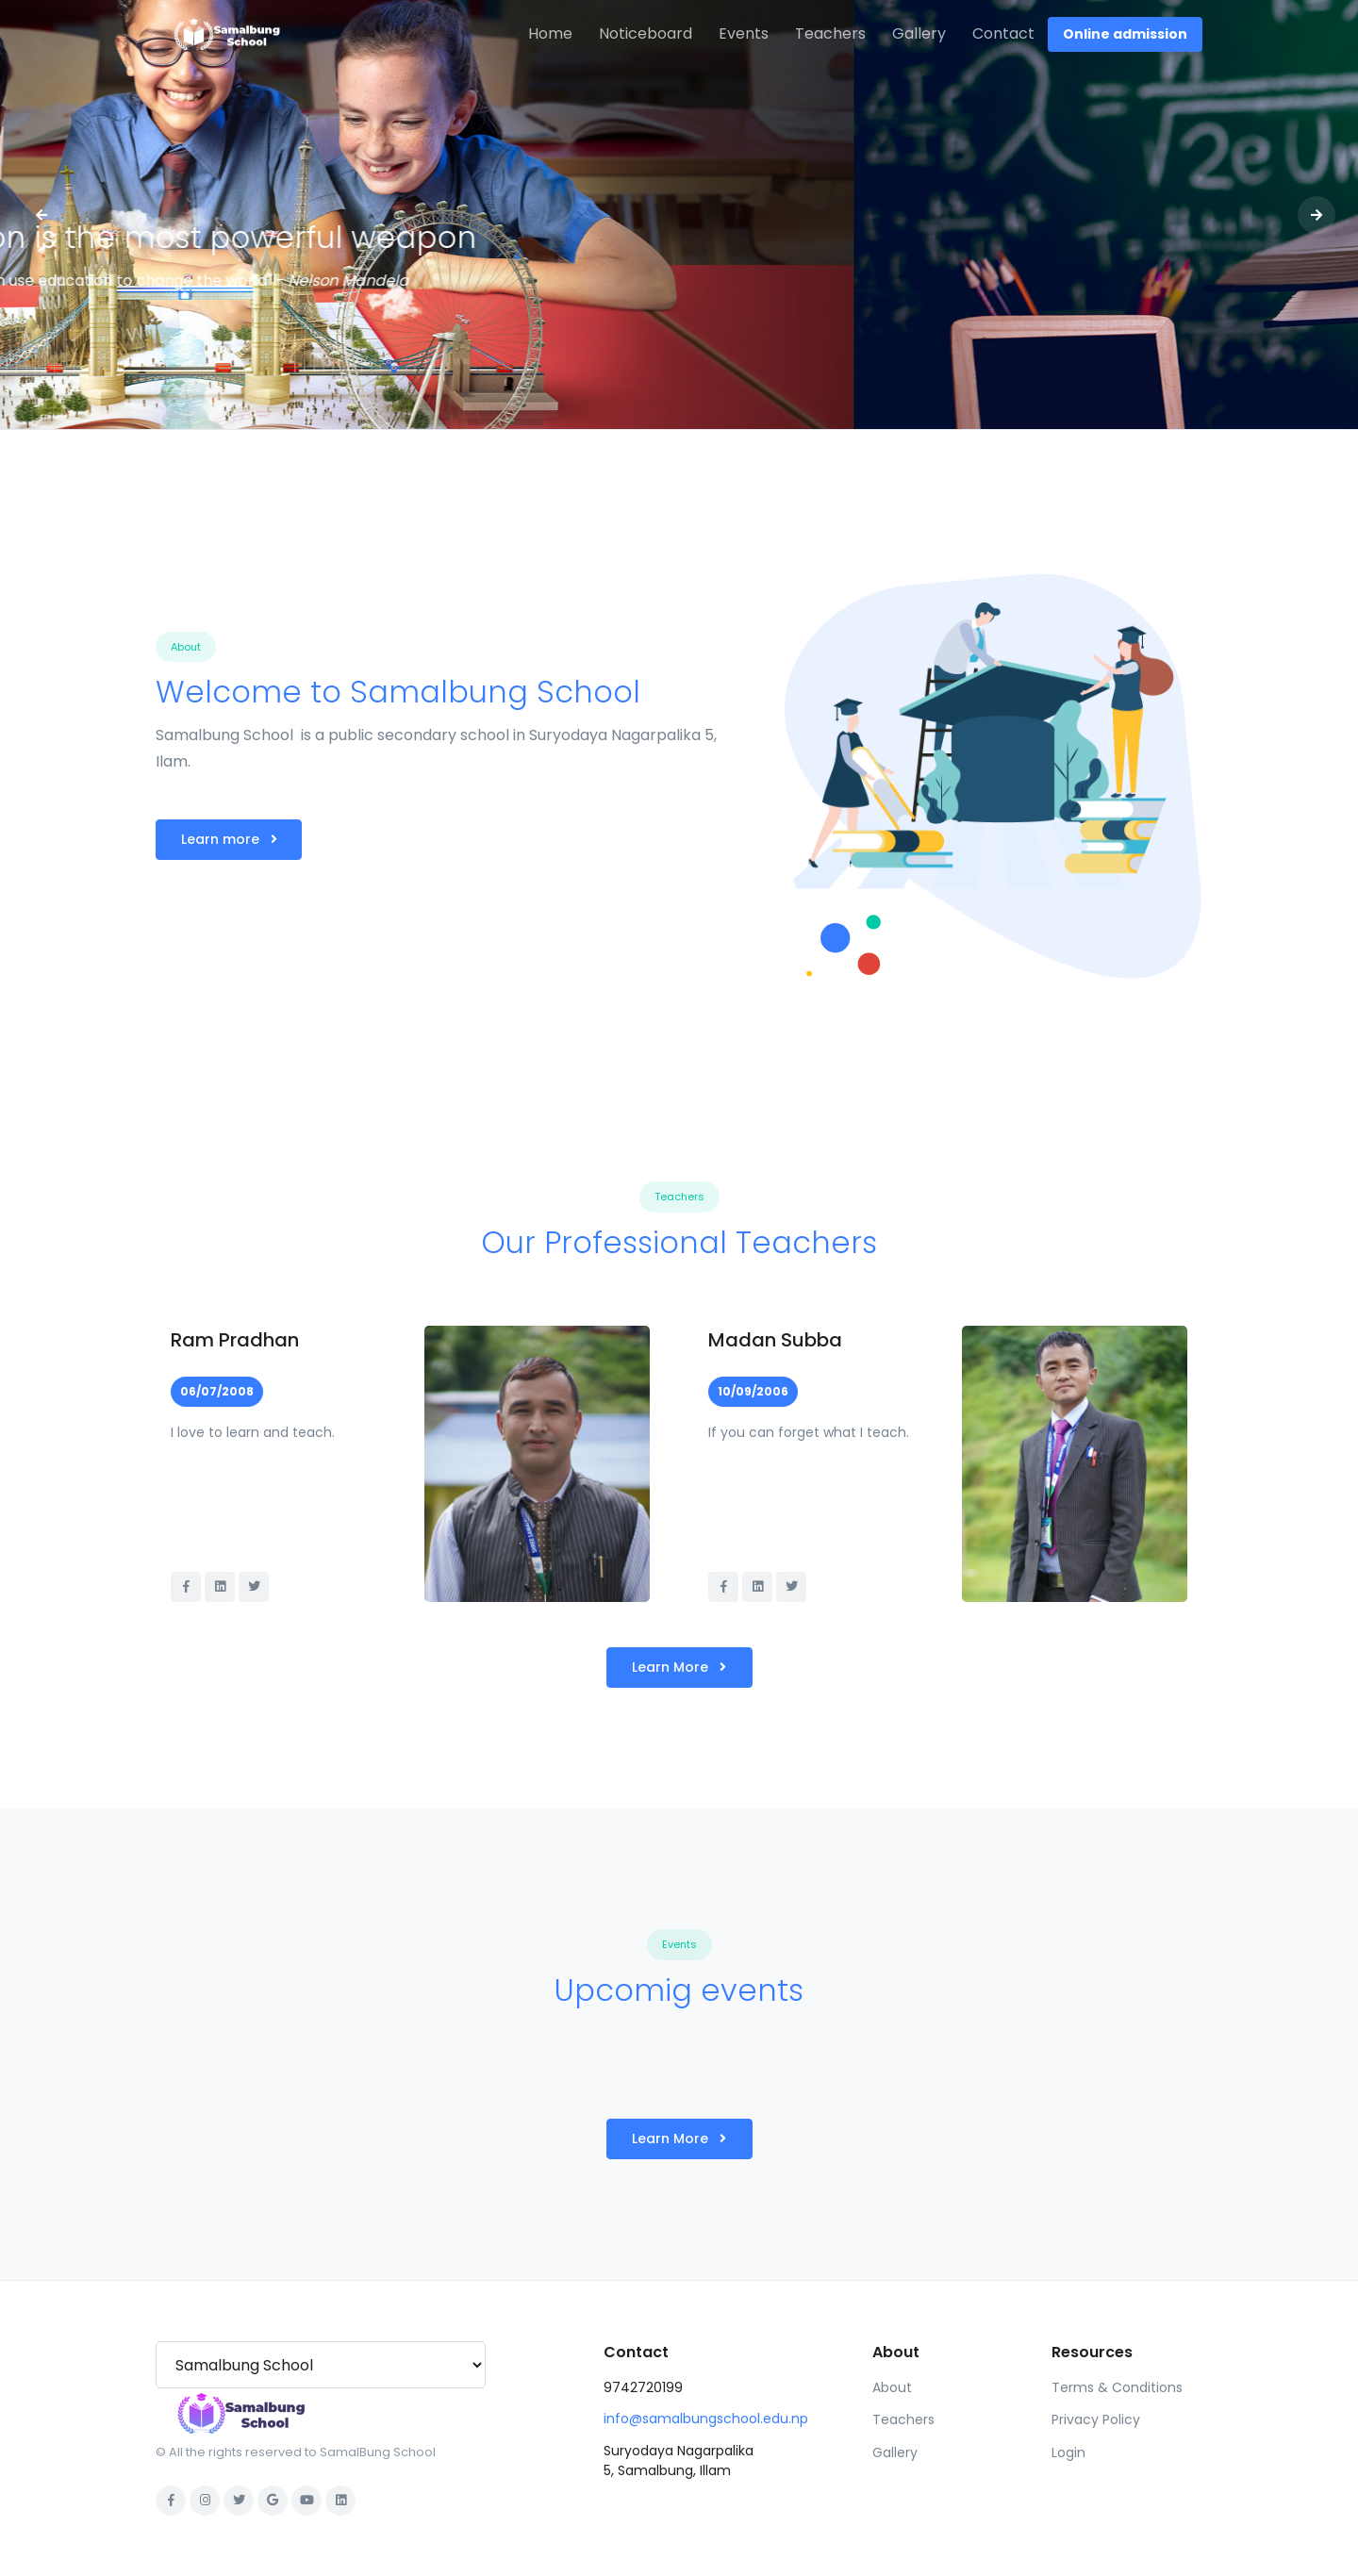 Samalbung
School
Home Noticeboard Events Teachers Gallery Contact Online admission
on is the most powerful weapon
use education to change the world. - Nelson Mandela
About
Welcome to Samalbung School
Samalbung School is a public secondary school in Suryodaya Nagarpalika 5,
Ilam.
Learn more
Teachers
Our Professional Teachers
Ram Pradhan
06/07/2008
I love to learn and teach.
Madan Subba
10/09/2006
If you can forget what I teach.
Learn More
Events
Upcomig events
Learn More
Samalbung School
Samalbung
School
© All the rights reserved to SamalBung School
Contact
9742720199
info@samalbungschool.edu.np
Suryodaya Nagarpalika
5, Samalbung, Illam
About
About
Teachers
Gallery
Resources
Terms & Conditions
Privacy Policy
Login